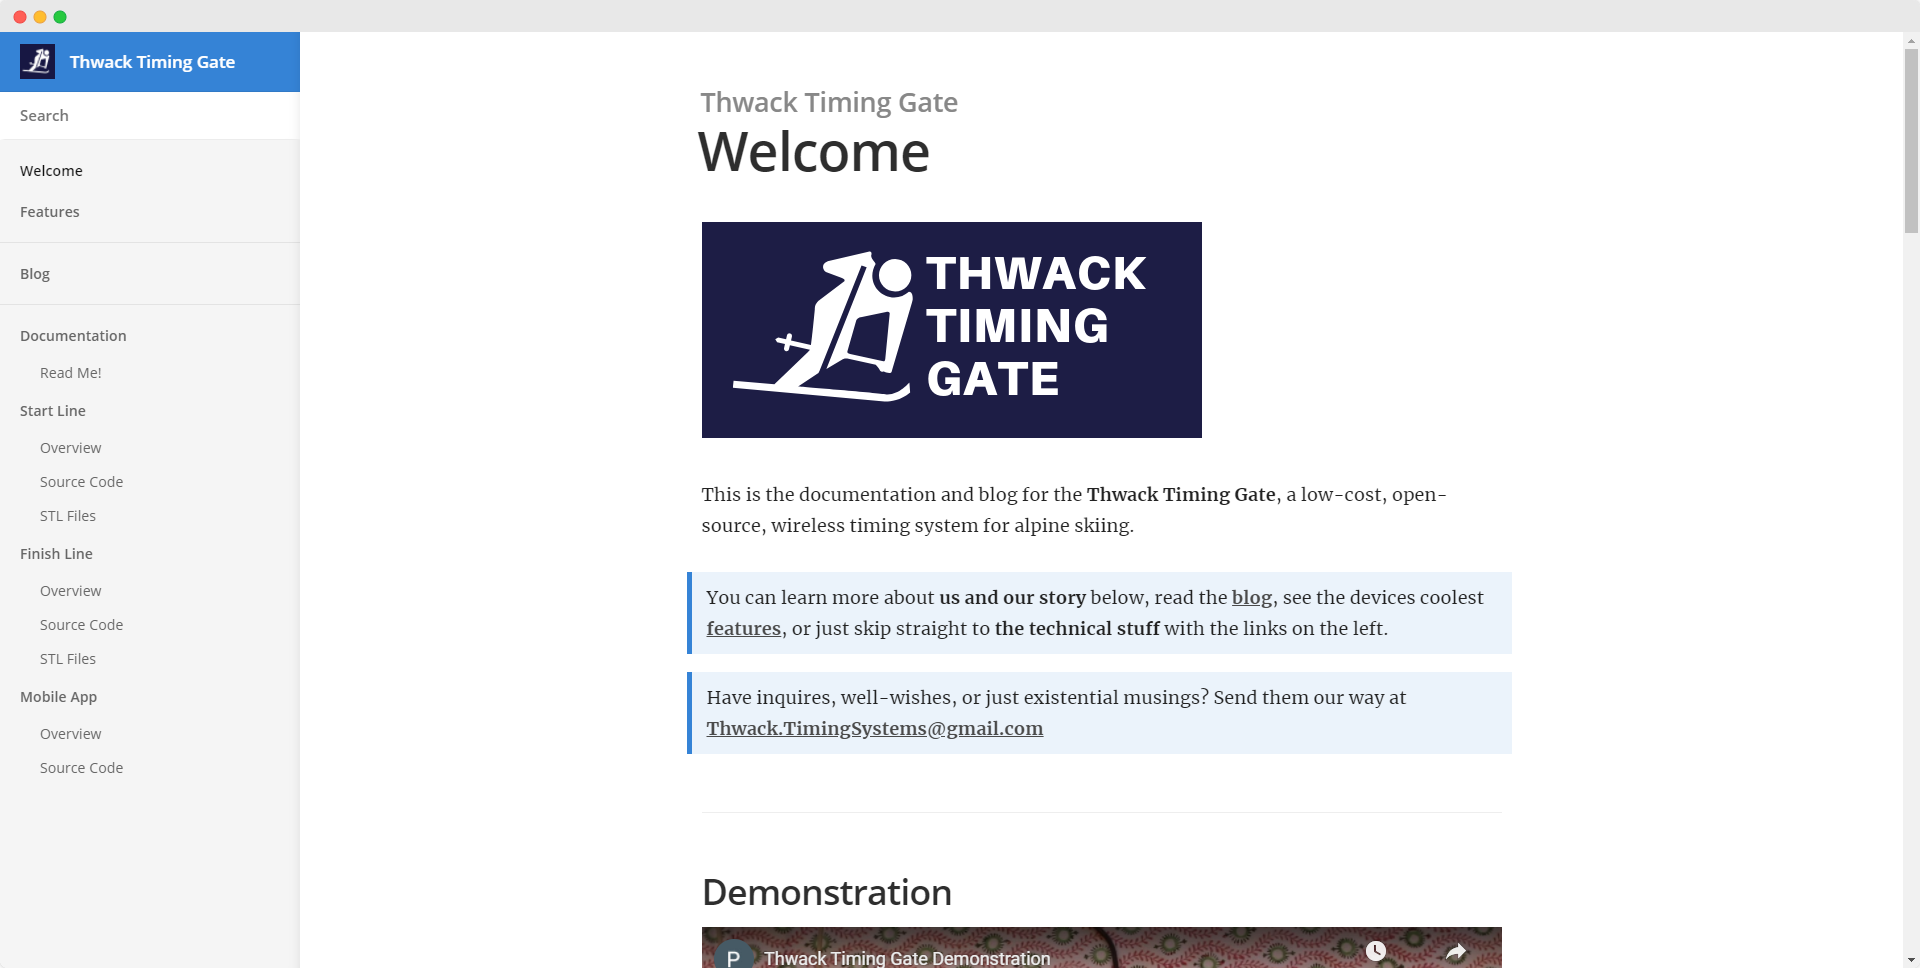 Thwack Timing Gate
Search
Welcome
Features
Blog
Documentation
Read Me!
Start Line
Overview
Source Code
STL Files
Finish Line
Overview
Source Code
STL Files
Mobile App
Overview
Source Code
Thwack Timing Gate
Welcome
THWACK
TIMING
GATE
This is the documentation and blog for the Thwack Timing Gate, a low-cost, open-
source, wireless timing system for alpine skiing.
You can learn more about us and our story below, read the blog, see the devices coolest
features, or just skip straight to the technical stuff with the links on the left.
Have inquires, well-wishes, or just existential musings? Send them our way at
Thwack.TimingSystems@gmail.com
Demonstration
P
Thwack Timing Gate Demonstration